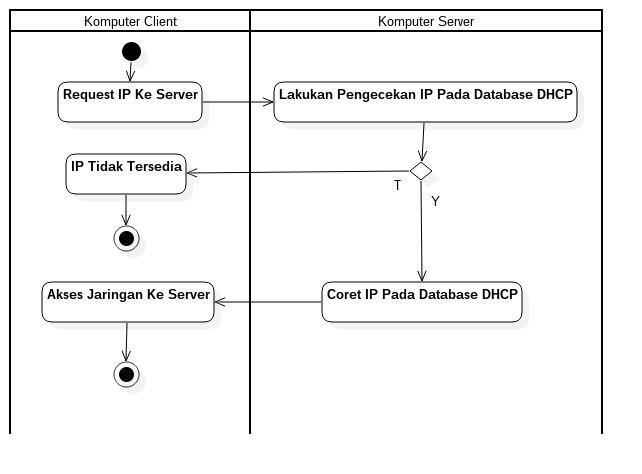 Komputer Client
Komputer Server
Request IP Ke Server
Lakukan Pengecekan IP Pada Database DHCP
IP Tidak Tersedia
T
Y
Akses Jaringan Ke Server
Coret IP Pada Database DHCP